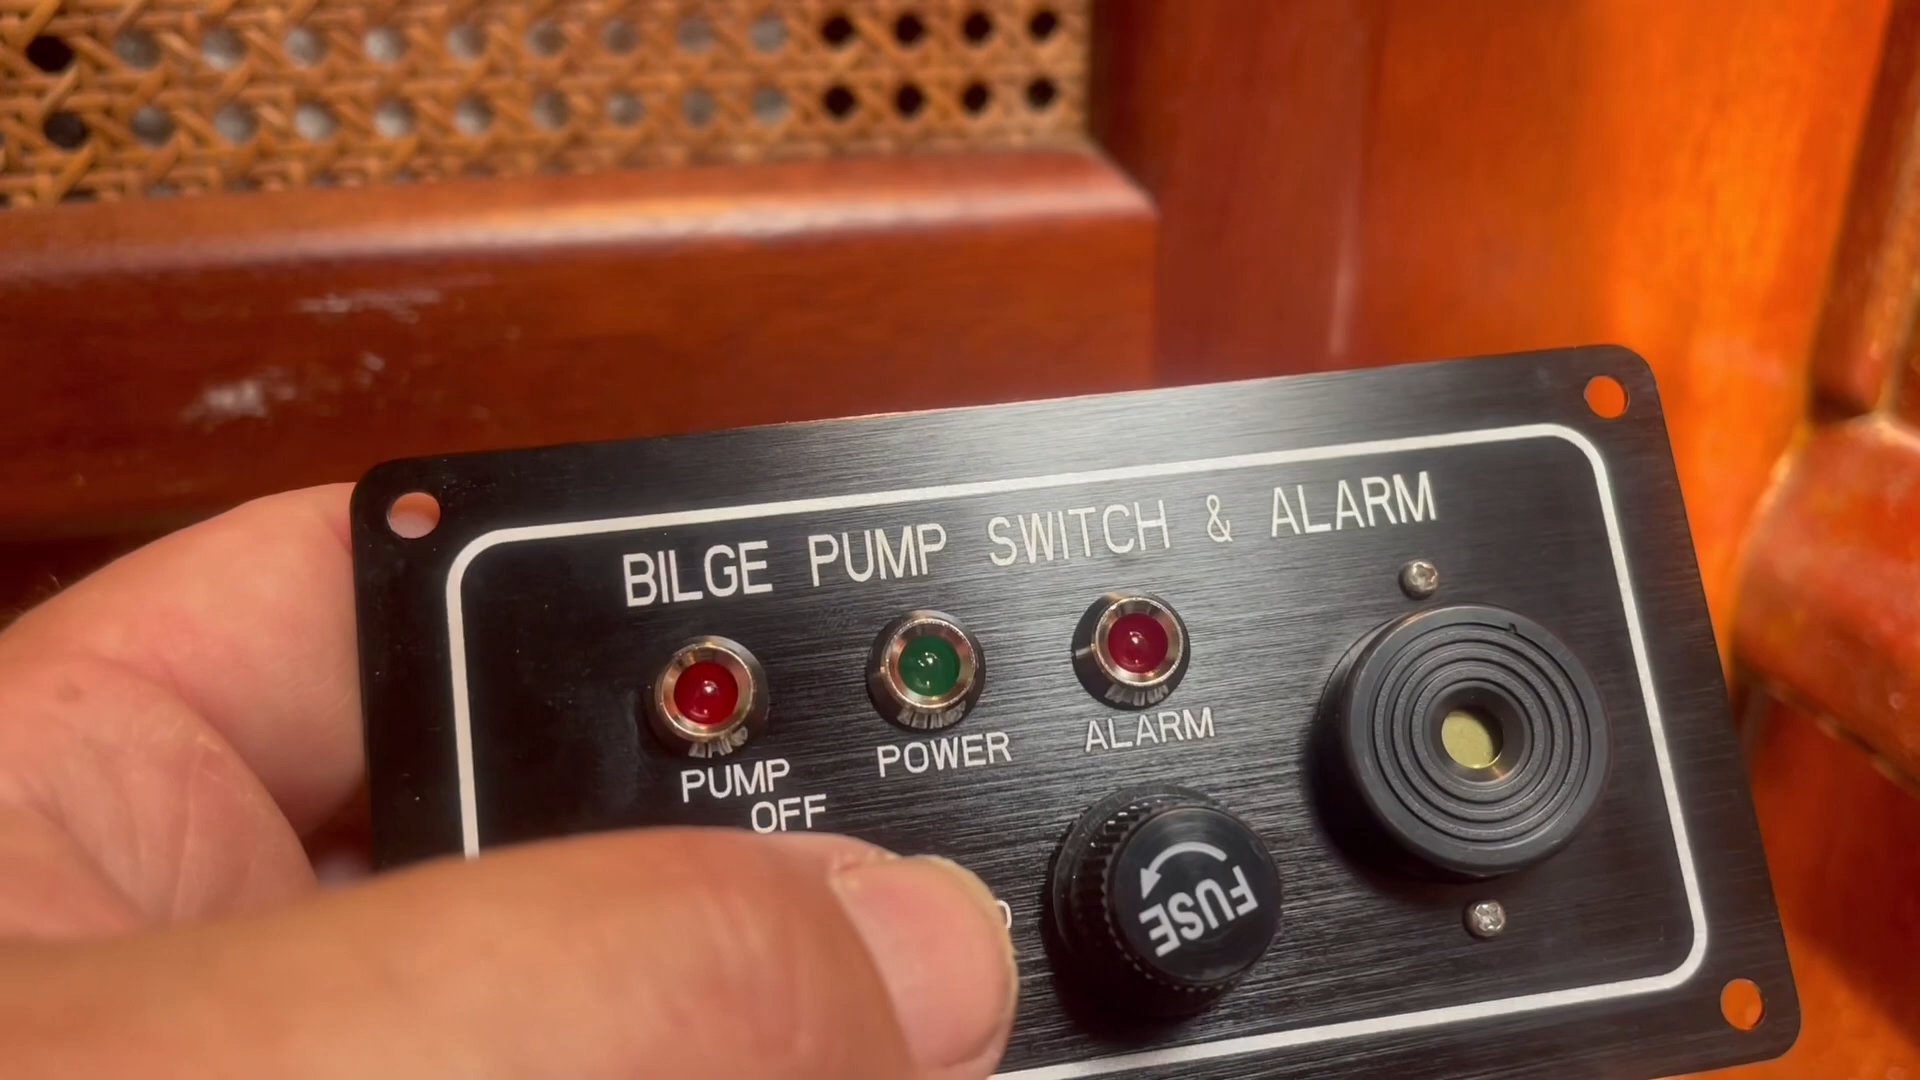 BILGE PUMP SWITCH & ALARM
PUMP
OFF
POWER
ALARM
FUSE